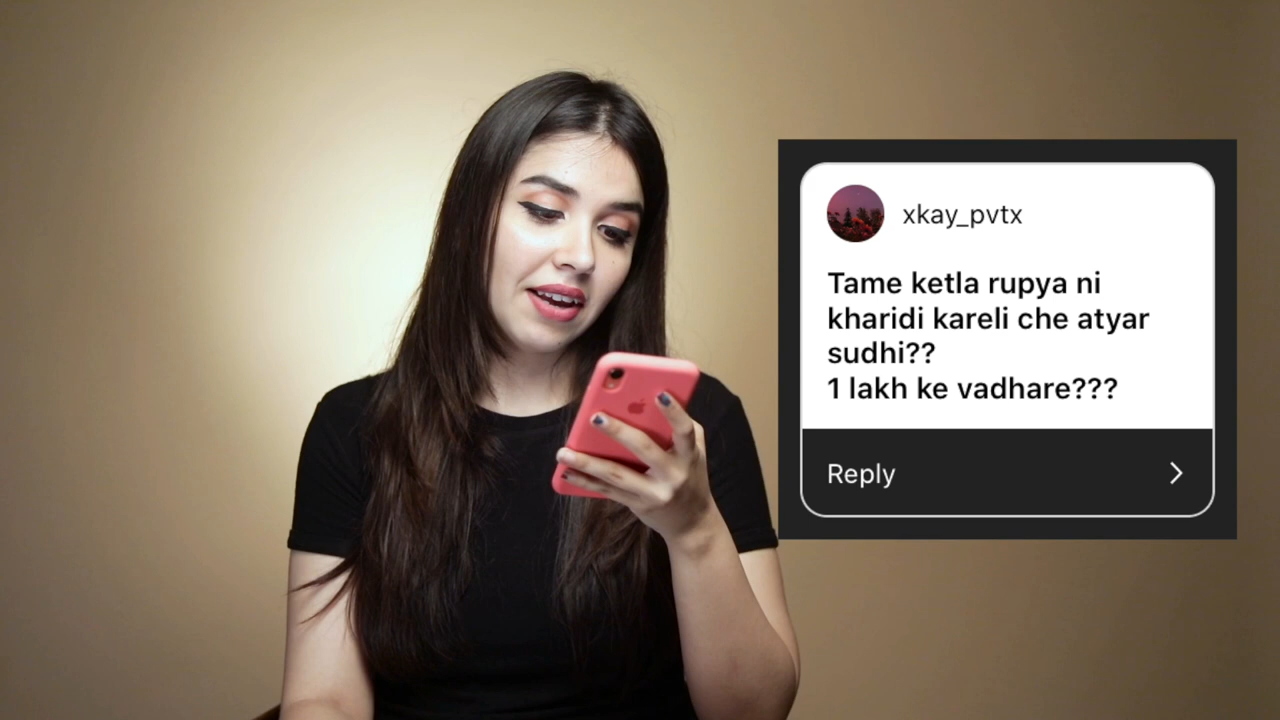 xkay_pvtx
Tame ketla rupya ni
kharidi kareli che atyar
sudhi??
1 lakh ke vadhare???
Reply